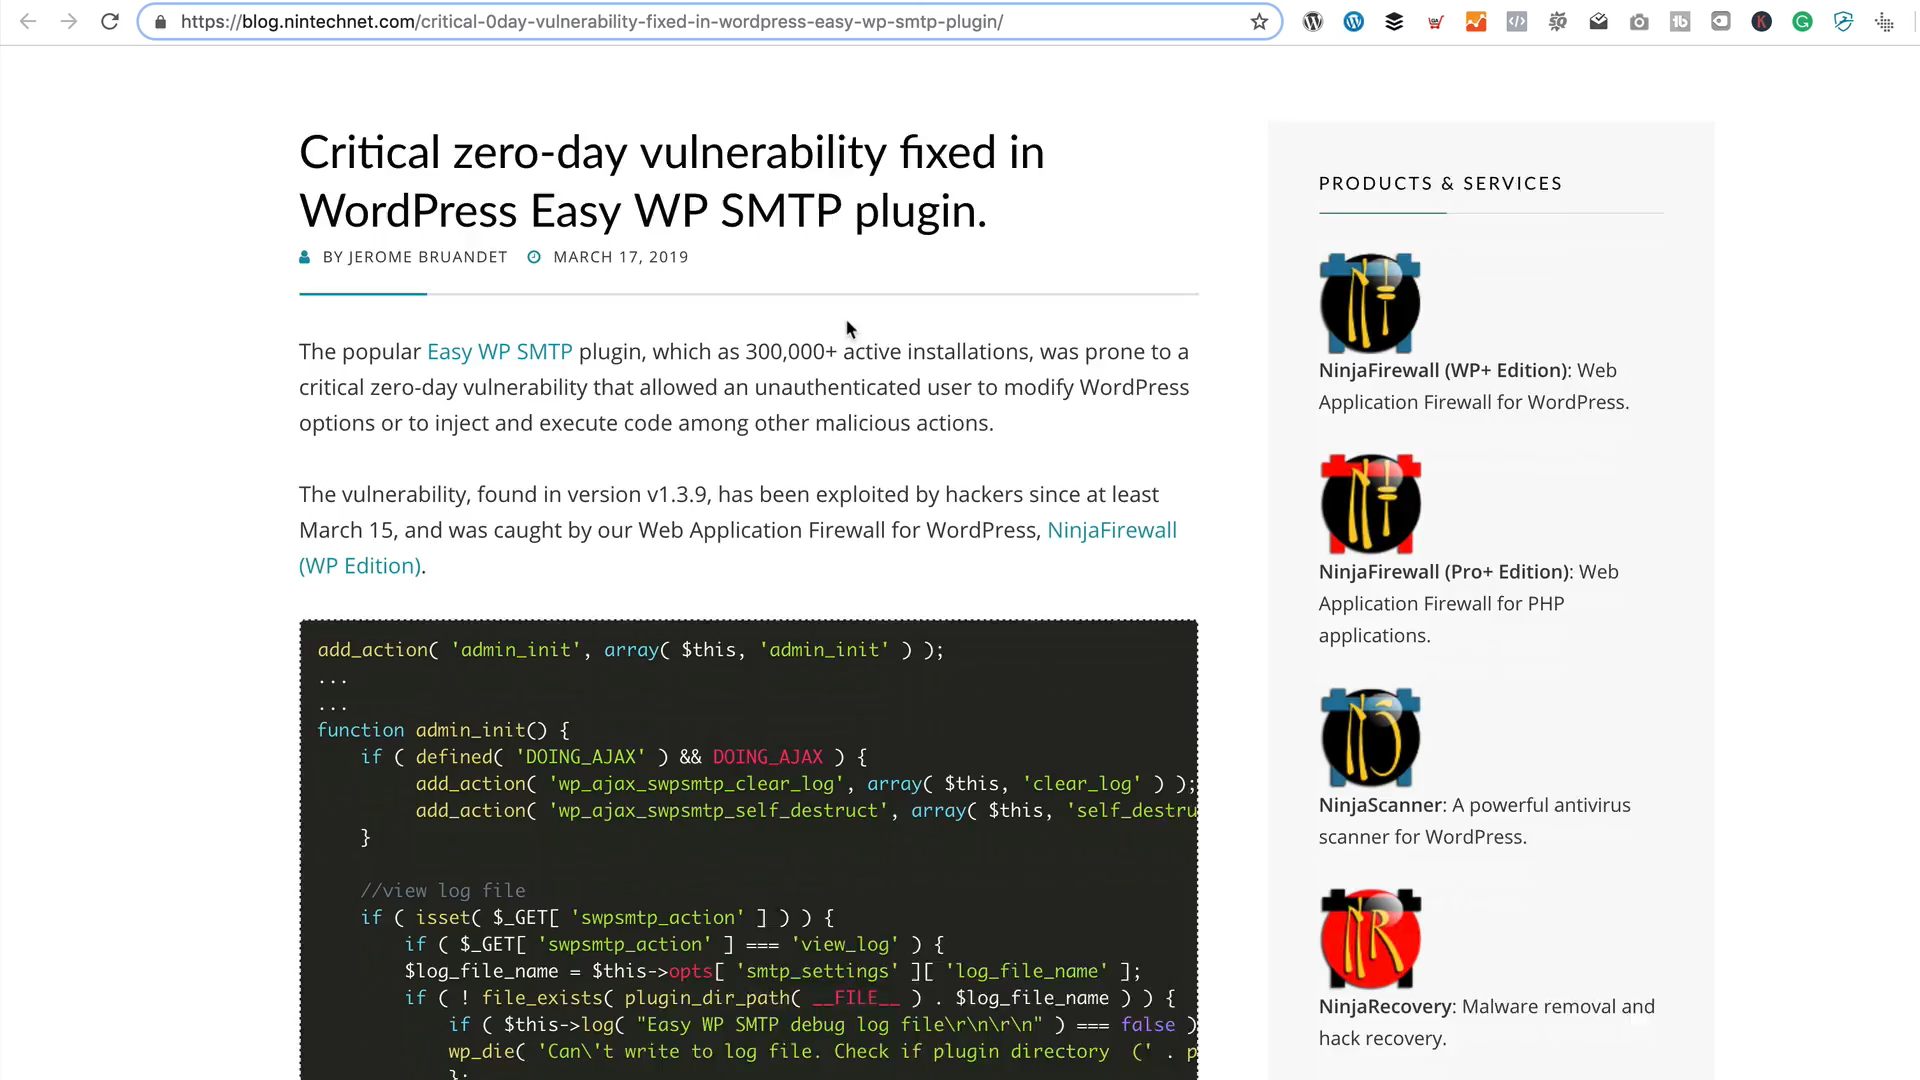 https://blog.nintechnet.com/critical-0day-vulnerability-fixed-in-wordpress-easy-wp-smtp-plugin/
Critical zero-day vulnerability fixed in
WordPress Easy WP SMTP plugin.
BY JEROME BRUANDET MARCH 17, 2019
The popular Easy WP SMTP plugin, which as 300,000+ active installations, was prone to a
critical zero-day vulnerability that allowed an unauthenticated user to modify WordPress
options or to inject and execute code among other malicious actions.
The vulnerability, found in version v1.3.9, has been exploited by hackers since at least
March 15, and was caught by our Web Application Firewall for WordPress, NinjaFirewall
(WP Edition).
add_action( 'admin_init', array( $this, 'admin_init' ) );
...
...
function admin_init() {
if ( defined( 'DOING_AJAX' ) && DOING_AJAX ) {
add_action( 'wp_ajax_swpsmtp_clear_log', array( $this, 'clear_log' ) );
add_action( 'wp_ajax_swpsmtp_self_destruct', array( $this, 'self_destru
}
//view log file
if ( isset( $_GET[ 'swpsmtp_action' ] ) ) {
if ( $_GET[ 'swpsmtp_action' ] === 'view_log' ) {
$log_file_name = $this->opts[ 'smtp_settings' ][ 'log_file_name' ];
if ( ! file_exists( plugin_dir_path( __FILE__ ) . $log_file_name ) ) {
if ( $this->log( "Easy WP SMTP debug log file\r\n\r\n" ) === false )
wp_die( 'Can\'t write to log file. Check if plugin directory (' . p
};
PRODUCTS & SERVICES
NinjaFirewall (WP+ Edition): Web
Application Firewall for WordPress.
NinjaFirewall (Pro+ Edition): Web
Application Firewall for PHP
applications.
NinjaScanner: A powerful antivirus
scanner for WordPress.
NinjaRecovery: Malware removal and
hack recovery.